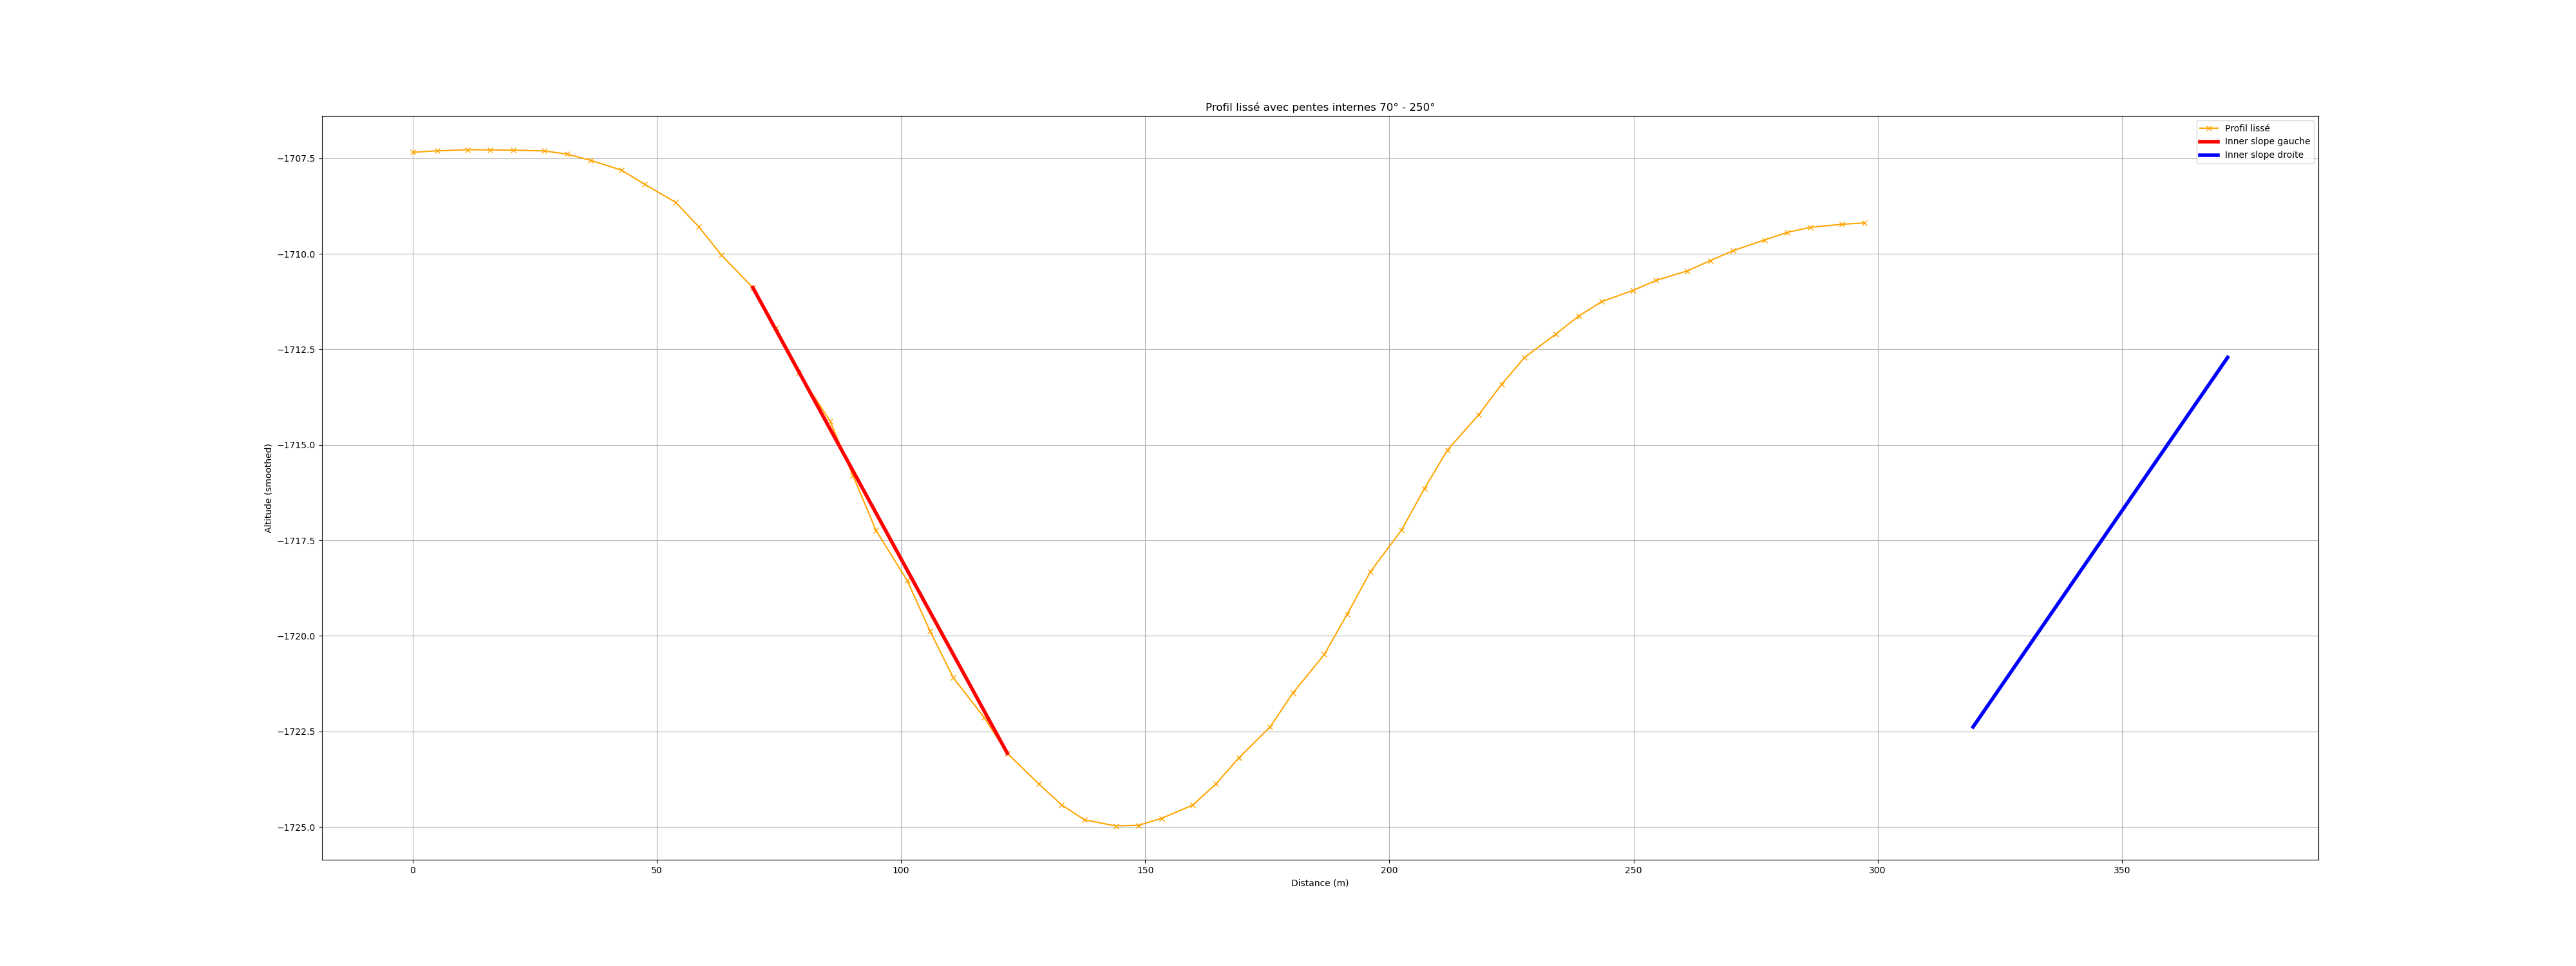 Profil lissé avec pentes internes 70° - 250°
Profil lissé
Inner slope gauche
Inner slope droite
−1707.5
−1710.0
−1712.5
−1715.0
−1717.5
−1720.0
−1722.5
−1725.0
Altitude (smoothed)
0 50 100 150 200 250 300 350
Distance (m)